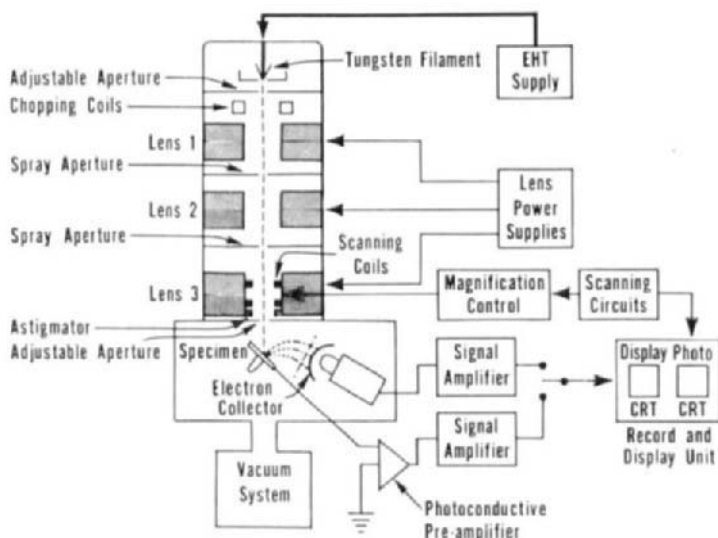 Tungsten Filament
EHT
Supply
Adjustable Aperture
Chopping Coils
Lens 1
Spray Aperture
Lens 2
Lens
Power
Supplies
Spray Aperture
Scanning
Coils
Lens 3
Magnification
Control
Scanning
Circuits
Astigmator
Adjustable Aperture
Specimen
Electron
Collector
Signal
Amplifier
Display Photo
CRT CRT
Record and
Display Unit
Signal
Amplifier
Vacuum
System
Photoconductive
Pre-amplifier